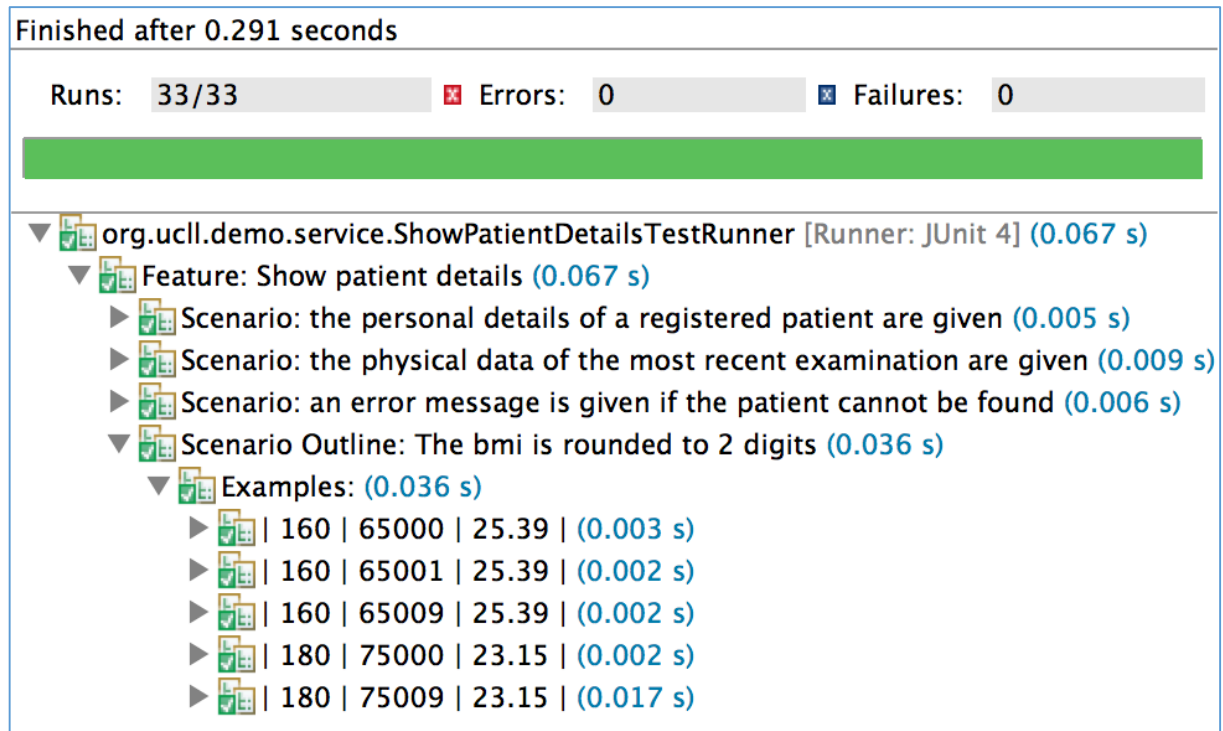 Finished after 0.291 seconds
Runs: 33/33 Errors: 0 Failures: 0
org.ucll.demo.service.ShowPatientDetailsTestRunner [Runner: JUnit 4] (0.067 s)
Feature: Show patient details (0.067 s)
Scenario: the personal details of a registered patient are given (0.005 s)
Scenario: the physical data of the most recent examination are given (0.009 s)
Scenario: an error message is given if the patient cannot be found (0.006 s)
Scenario Outline: The bmi is rounded to 2 digits (0.036 s)
Examples: (0.036 s)
| 160 | 65000 | 25.39 | (0.003 s)
| 160 | 65001 | 25.39 | (0.002 s)
| 160 | 65009 | 25.39 | (0.002 s)
| 180 | 75000 | 23.15 | (0.002 s)
| 180 | 75009 | 23.15 | (0.017 s)